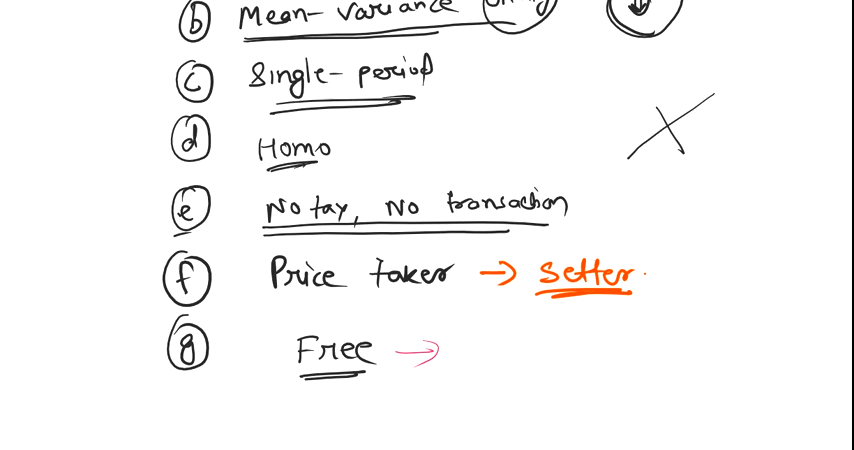 (b) Mean-variance
(c) Single-period
(d) Homo
(e) No tax, No transaction
(f) Price taker → Setter
(g) Free →